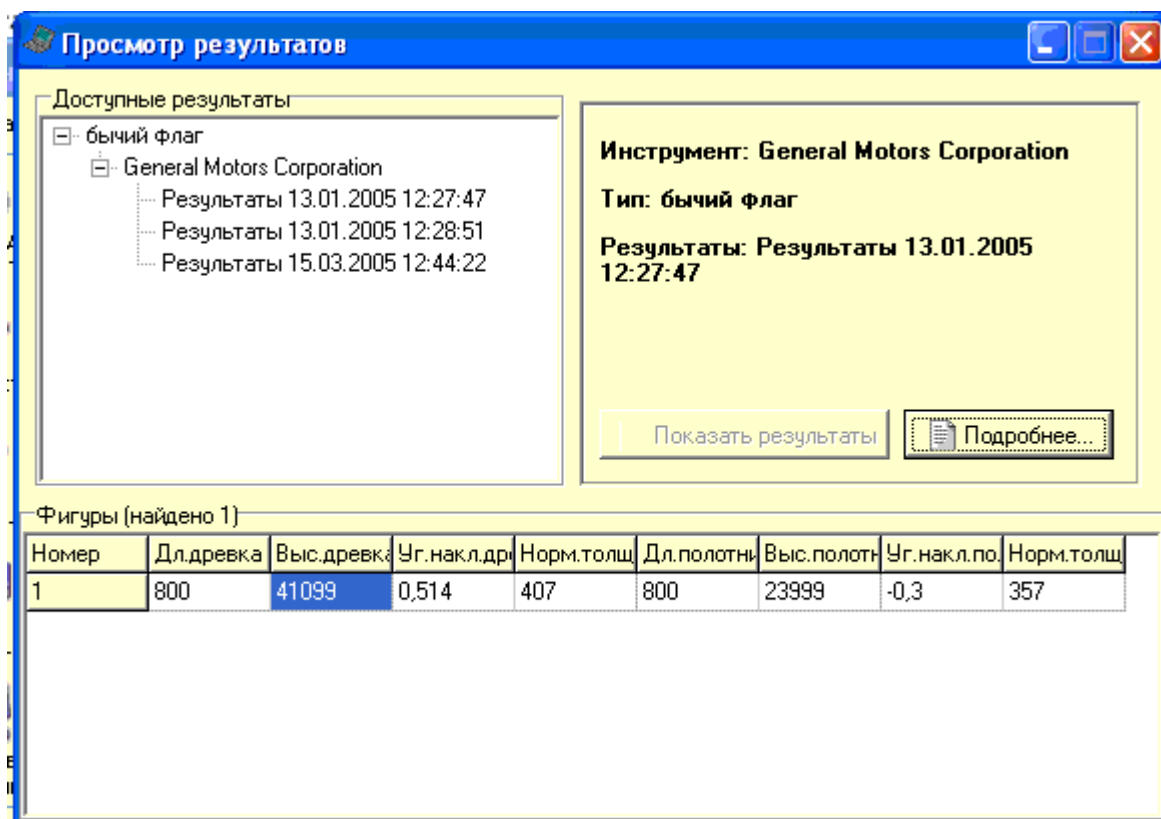 Просмотр результатов
Доступные результаты
бычий флаг
General Motors Corporation
Результаты 13.01.2005 12:27:47
Результаты 13.01.2005 12:28:51
Результаты 15.03.2005 12:44:22
Инструмент: General Motors Corporation
Тип: бычий флаг
Результаты: Результаты 13.01.2005
12:27:47
Показать результаты
Подробнее...
Фигуры (найдено 1)
Номер Дл.древка Выс.древка Уг.накл.дре Норм.толщ Дл.полотни Выс.полотн Уг.накл.по. Норм.толщ
1 800 41099 0,514 407 800 23999 -0,3 357